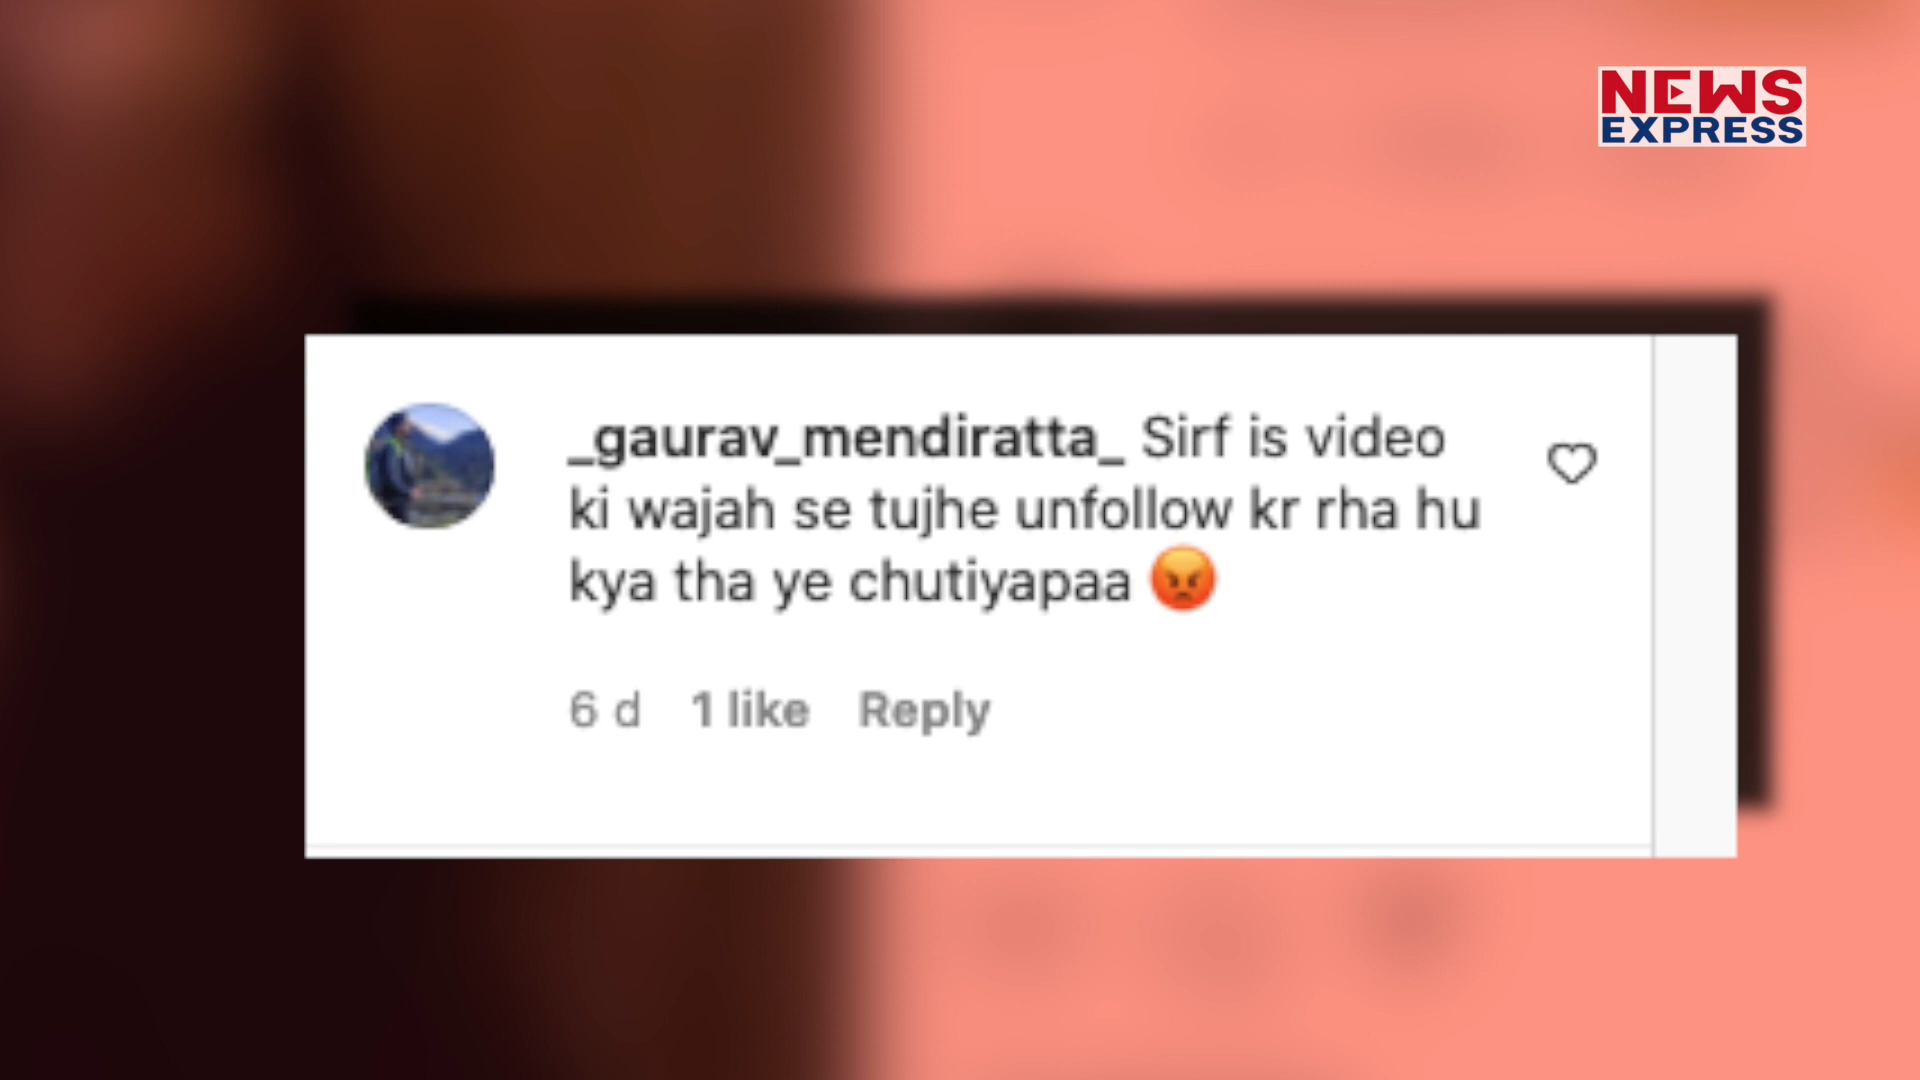 NEWS
EXPRESS
_gaurav_mendiratta_ Sirf is video
ki wajah se tujhe unfollow kr rha hu
kya tha ye chutiyapaa 😡
6 d 1 like Reply